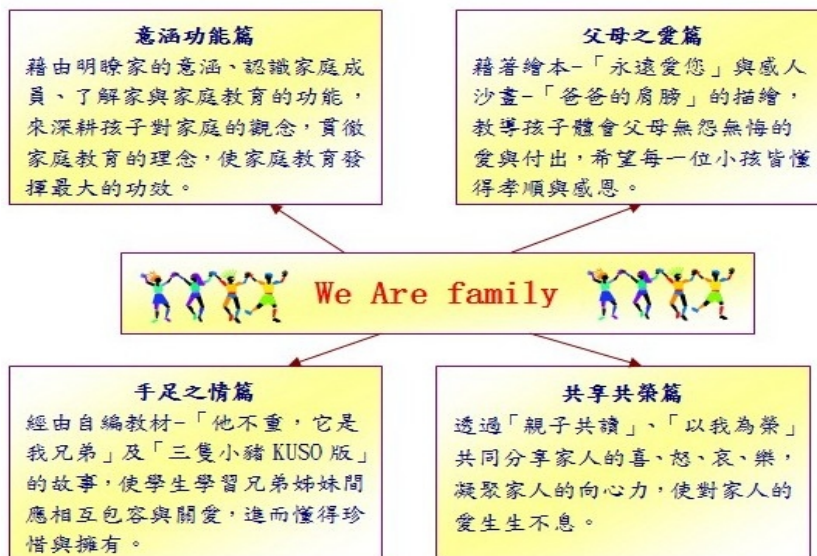 意涵功能篇
藉由明瞭家的意涵、認識家庭成
員、了解家與家庭教育的功能，
來深耕孩子對家庭的觀念，貫徹
家庭教育的理念，使家庭教育發
揮最大的功效。
父母之愛篇
藉著繪本-「永遠愛您」與感人
沙畫-「爸爸的肩膀」的描繪，
教導孩子體會父母無怨無悔的
愛與付出，希望每一位小孩皆懂
得孝順與感恩。
We Are family
手足之情篇
經由自編教材-「他不重，它是
我兄弟」及「三隻小豬 KUSO 版」
的故事，使學生學習兄弟姊妹間
應相互包容與關愛，進而懂得珍
惜與擁有。
共享共榮篇
透過「親子共讀」、「以我為榮」
共同分享家人的喜、怒、哀、樂，
凝聚家人的向心力，使對家人的
愛生生不息。